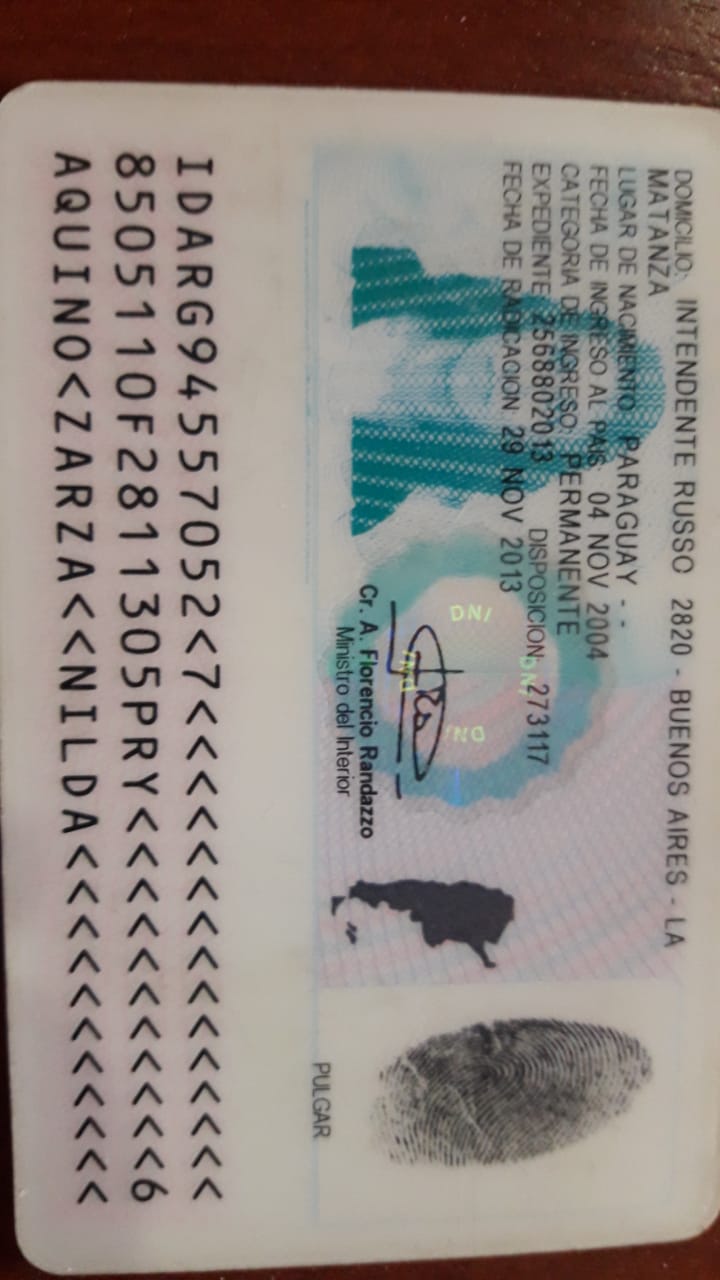 DOMICILIO: INTENDENTE RUSSO 2820 - BUENOS AIRES - LA
MATANZA
LUGAR DE NACIMIENTO PARAGUAY - -
FECHA DE INGRESO AL PAIS 04 NOV 2004
CATEGORIA DE INGRESO PERMANENTE
EXPEDIENTE 2568802013 DISPOSICION 273117
FECHA DE RADICACION 29 NOV 2013
DNI
DNI
DNI
DNI
Cr. A. Florencio Randazzo
Ministro del Interior
PULGAR
IDARG94557052<7<<<<<<<<<<<<<<<
8505110F2811305PRY<<<<<<<<<<<6
AQUINO<ZARZA<<NILDA<<<<<<<<<<<